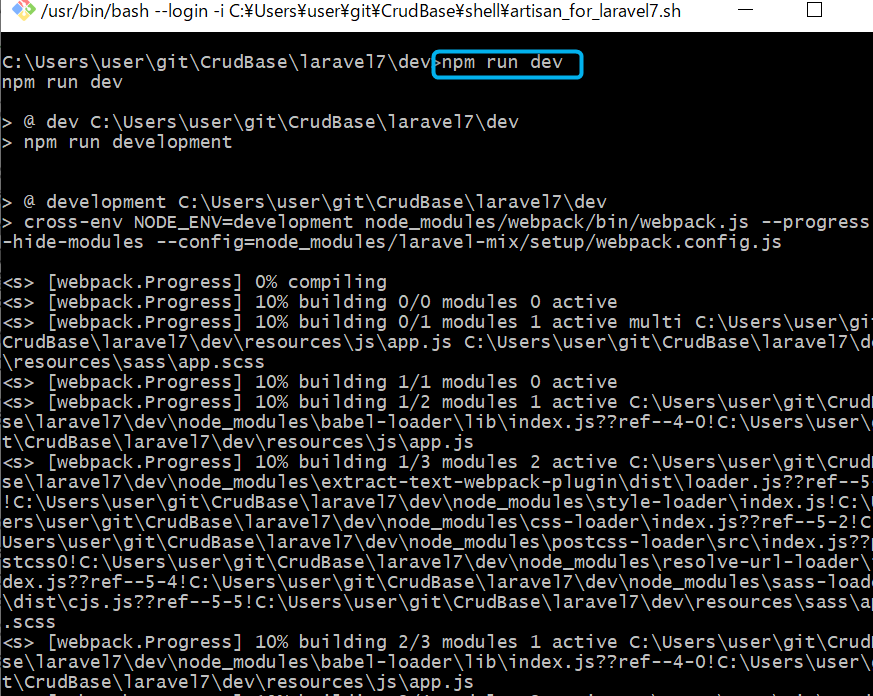 /usr/bin/bash --login -i C:¥Users¥user¥git¥CrudBase¥shell¥artisan_for_laravel7.sh
C:\Users\user\git\CrudBase\laravel7\dev>npm run dev
npm run dev
> @ dev C:\Users\user\git\CrudBase\laravel7\dev
> npm run development
> @ development C:\Users\user\git\CrudBase\laravel7\dev
> cross-env NODE_ENV=development node_modules/webpack/bin/webpack.js --progress
-hide-modules --config=node_modules/laravel-mix/setup/webpack.config.js
<s> [webpack.Progress] 0% compiling
<s> [webpack.Progress] 10% building 0/0 modules 0 active
<s> [webpack.Progress] 10% building 0/1 modules 1 active multi C:\Users\user\gi
CrudBase\laravel7\dev\resources\js\app.js C:\Users\user\git\CrudBase\laravel7\d
\resources\sass\app.scss
<s> [webpack.Progress] 10% building 1/1 modules 0 active
<s> [webpack.Progress] 10% building 1/2 modules 1 active C:\Users\user\git\Crud
se\laravel7\dev\node_modules\babel-loader\lib\index.js??ref--4-0!C:\Users\user\
t\CrudBase\laravel7\dev\resources\js\app.js
<s> [webpack.Progress] 10% building 1/3 modules 2 active C:\Users\user\git\Crud
se\laravel7\dev\node_modules\extract-text-webpack-plugin\dist\loader.js??ref--5
!C:\Users\user\git\CrudBase\laravel7\dev\node_modules\style-loader\index.js!C:\
ers\user\git\CrudBase\laravel7\dev\node_modules\css-loader\index.js??ref--5-2!C
Users\user\git\CrudBase\laravel7\dev\node_modules\postcss-loader\src\index.js??
stcss0!C:\Users\user\git\CrudBase\laravel7\dev\node_modules\resolve-url-loader\
dex.js??ref--5-4!C:\Users\user\git\CrudBase\laravel7\dev\node_modules\sass-load
\dist\cjs.js??ref--5-5!C:\Users\user\git\CrudBase\laravel7\dev\resources\sass\a
.scss
<s> [webpack.Progress] 10% building 2/3 modules 1 active C:\Users\user\git\Crud
se\laravel7\dev\node_modules\babel-loader\lib\index.js??ref--4-0!C:\Users\user\
t\CrudBase\laravel7\dev\resources\js\app.js